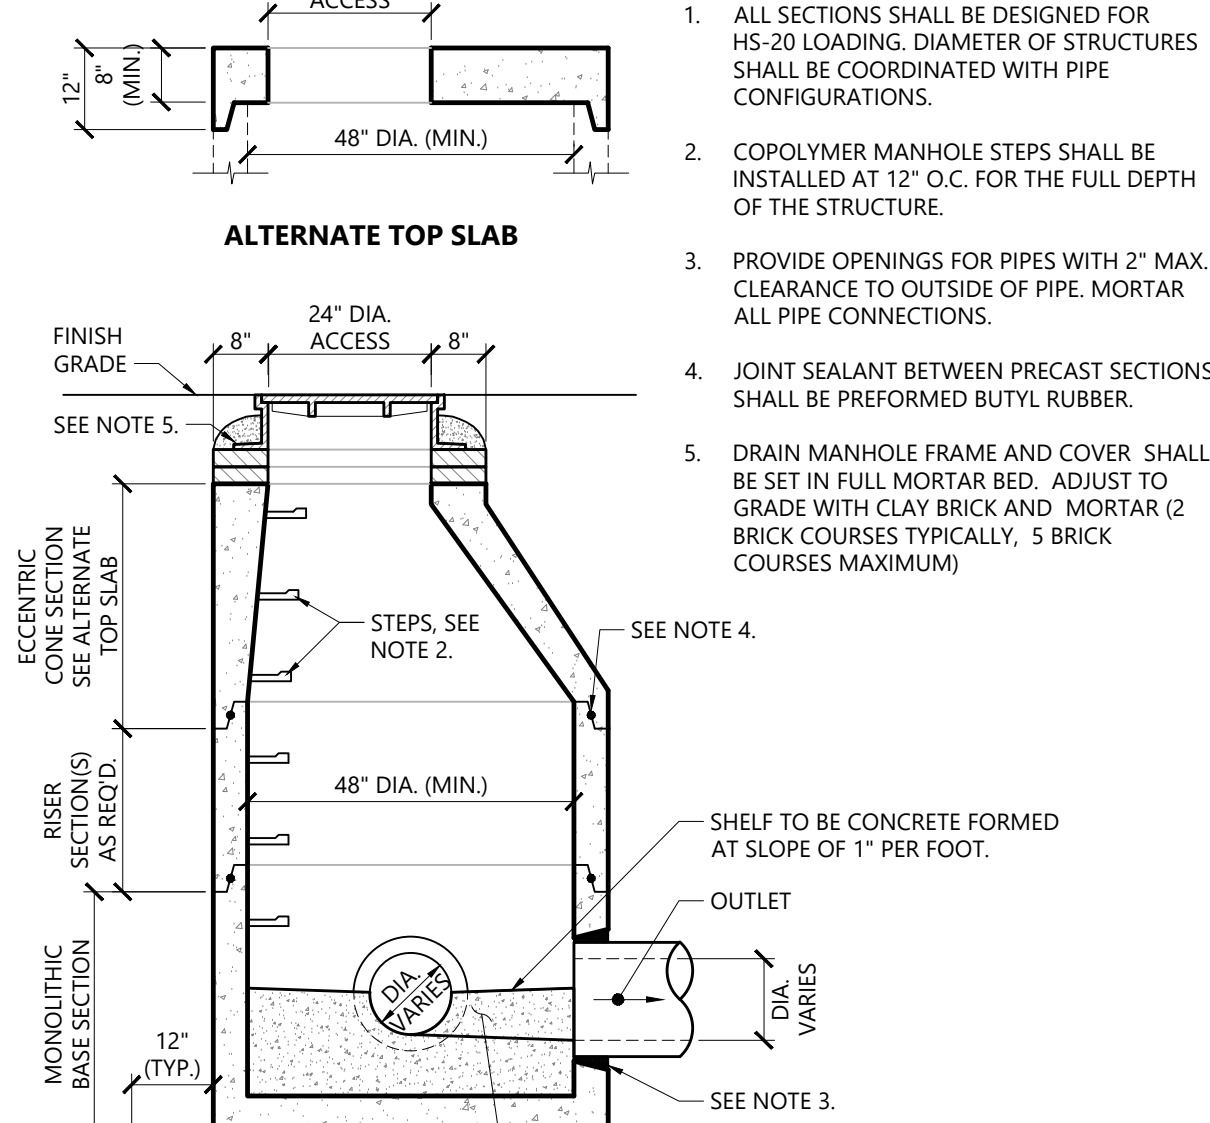 ACCESS
12"
8"
(MIN.)
48" DIA. (MIN.)
ALTERNATE TOP SLAB
1. ALL SECTIONS SHALL BE DESIGNED FOR
HS-20 LOADING. DIAMETER OF STRUCTURES
SHALL BE COORDINATED WITH PIPE
CONFIGURATIONS.
2. COPOLYMER MANHOLE STEPS SHALL BE
INSTALLED AT 12" O.C. FOR THE FULL DEPTH
OF THE STRUCTURE.
3. PROVIDE OPENINGS FOR PIPES WITH 2" MAX.
CLEARANCE TO OUTSIDE OF PIPE. MORTAR
ALL PIPE CONNECTIONS.
4. JOINT SEALANT BETWEEN PRECAST SECTIONS
SHALL BE PREFORMED BUTYL RUBBER.
5. DRAIN MANHOLE FRAME AND COVER SHALL
BE SET IN FULL MORTAR BED. ADJUST TO
GRADE WITH CLAY BRICK AND MORTAR (2
BRICK COURSES TYPICALLY, 5 BRICK
COURSES MAXIMUM)
FINISH
GRADE
8"
24" DIA.
ACCESS
8"
SEE NOTE 5.
ECCENTRIC
CONE SECTION
SEE ALTERNATE
TOP SLAB
STEPS, SEE
NOTE 2.
SEE NOTE 4.
RISER
SECTION(S)
AS REQ'D.
48" DIA. (MIN.)
SHELF TO BE CONCRETE FORMED
AT SLOPE OF 1" PER FOOT.
OUTLET
MONOLITHIC
BASE SECTION
DIA.
VARIES
DIA.
VARIES
12"
(TYP.)
SEE NOTE 3.